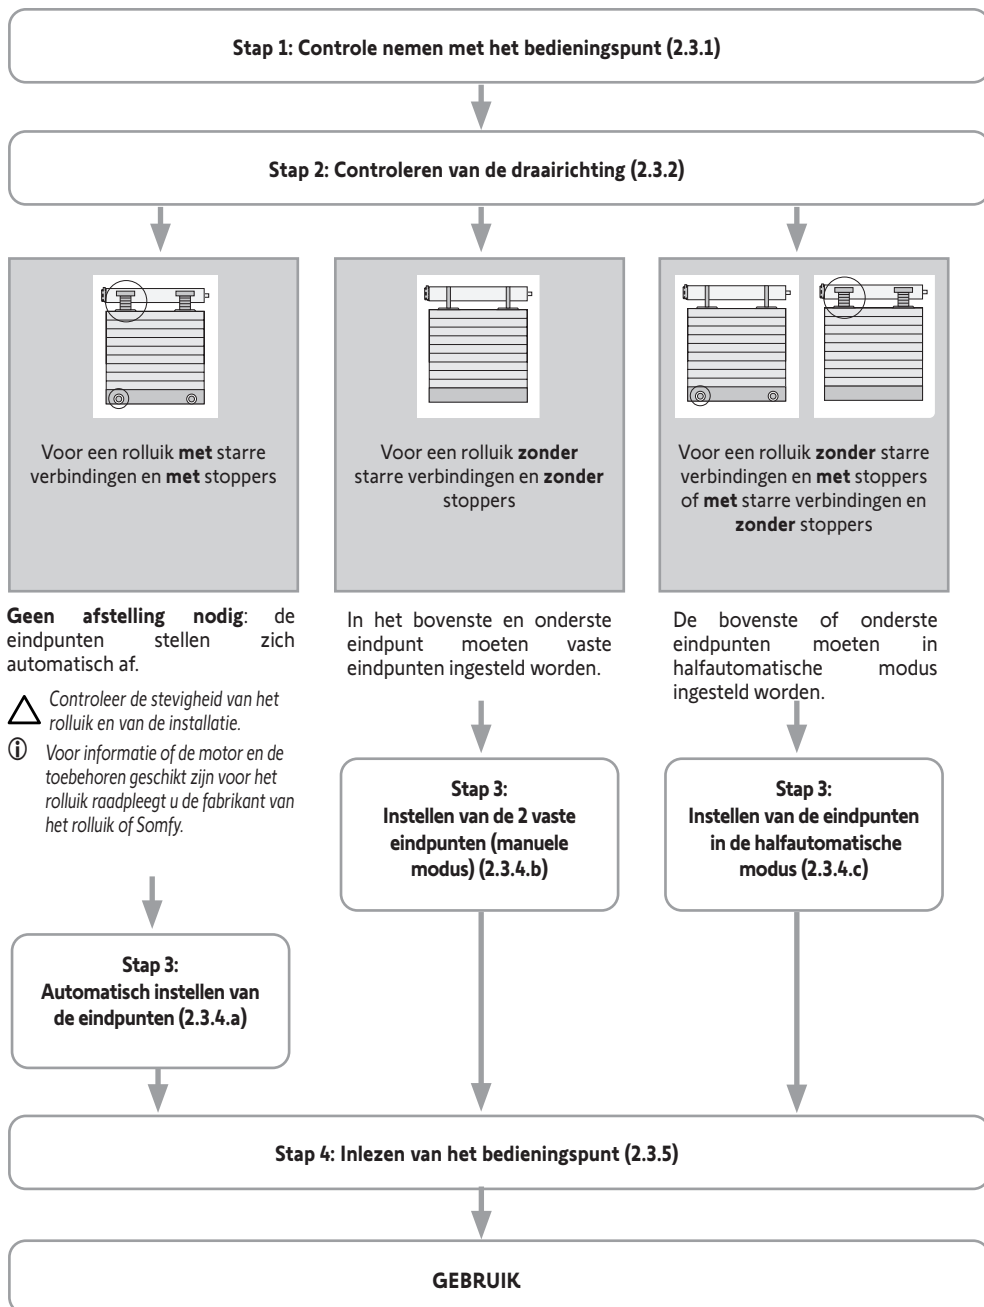 Stap 1: Controle nemen met het bedieningspunt (2.3.1)
Stap 2: Controleren van de draairichting (2.3.2)
Voor een rolluik met starre
verbindingen en met stoppers
Voor een rolluik zonder
starre verbindingen en zonder
stoppers
Voor een rolluik zonder starre
verbindingen en met stoppers
of met starre verbindingen en
zonder stoppers
Geen afstelling nodig: de
eindpunten stellen zich
automatisch af.
Controleer de stevigheid van het
rolluik en van de installatie.
Voor informatie of de motor en de
toebehoren geschikt zijn voor het
rolluik raadpleegt u de fabrikant van
het rolluik of Somfy.
Stap 3:
Automatisch instellen van
de eindpunten (2.3.4.a)
In het bovenste en onderste
eindpunt moeten vaste
eindpunten ingesteld worden.
Stap 3:
Instellen van de 2 vaste
eindpunten (manuele
modus) (2.3.4.b)
De bovenste of onderste
eindpunten moeten in
halfautomatische modus
ingesteld worden.
Stap 3:
Instellen van de eindpunten
in de halfautomatische
modus (2.3.4.c)
Stap 4: Inlezen van het bedieningspunt (2.3.5)
GEBRUIK